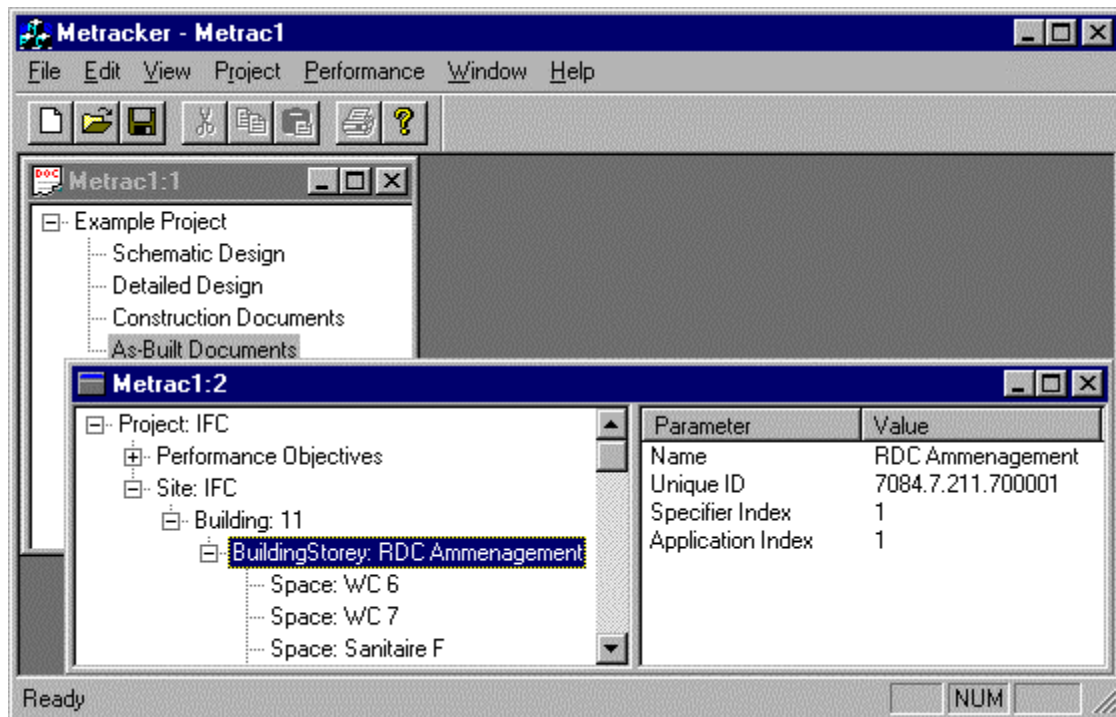 Metracker - Metrac1
File Edit View Project Performance Window Help
DOC Metrac1:1
Example Project
Schematic Design
Detailed Design
Construction Documents
As-Built Documents
Metrac1:2
Project: IFC
Performance Objectives
Site: IFC
Building: 11
BuildingStorey: RDC Ammenagement
Space: WC 6
Space: WC 7
Space: Sanitaire F
Parameter Value
Name RDC Ammenagement
Unique ID 7084.7.211.700001
Specifier Index 1
Application Index 1
Ready NUM